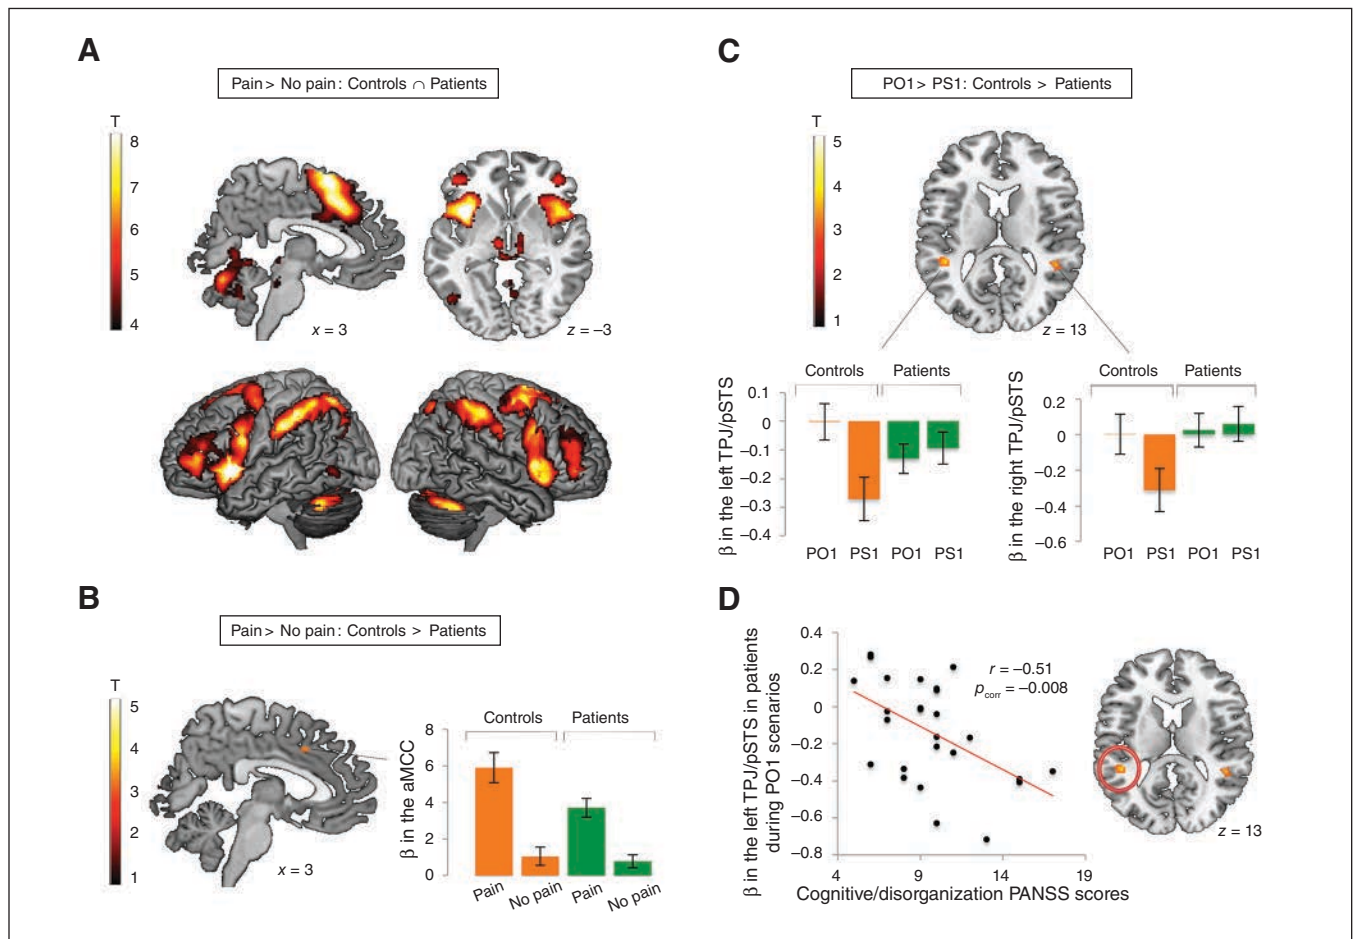 A
Pain > No pain: Controls ∩ Patients
T
8
7
6
5
4
x = 3
z = –3
B
Pain > No pain: Controls > Patients
T
5
4
3
2
1
x = 3
β in the aMCC
8
6
4
2
0
Controls
Patients
Pain
No pain
Pain
No pain
C
PO1 > PS1: Controls > Patients
T
5
4
3
2
1
z = 13
β in the left TPJ/pSTS
0.1
0
–0.1
–0.2
–0.3
–0.4
Controls
Patients
PO1
PS1
PO1
PS1
β in the right TPJ/pSTS
0.2
0
–0.2
–0.4
–0.6
Controls
Patients
PO1
PS1
PO1
PS1
D
β in the left TPJ/pSTS in patients
during PO1 scenarios
0.4
0.2
0
–0.2
–0.4
–0.6
–0.8
r = –0.51
pcorr = –0.008
4
9
14
19
Cognitive/disorganization PANSS scores
z = 13